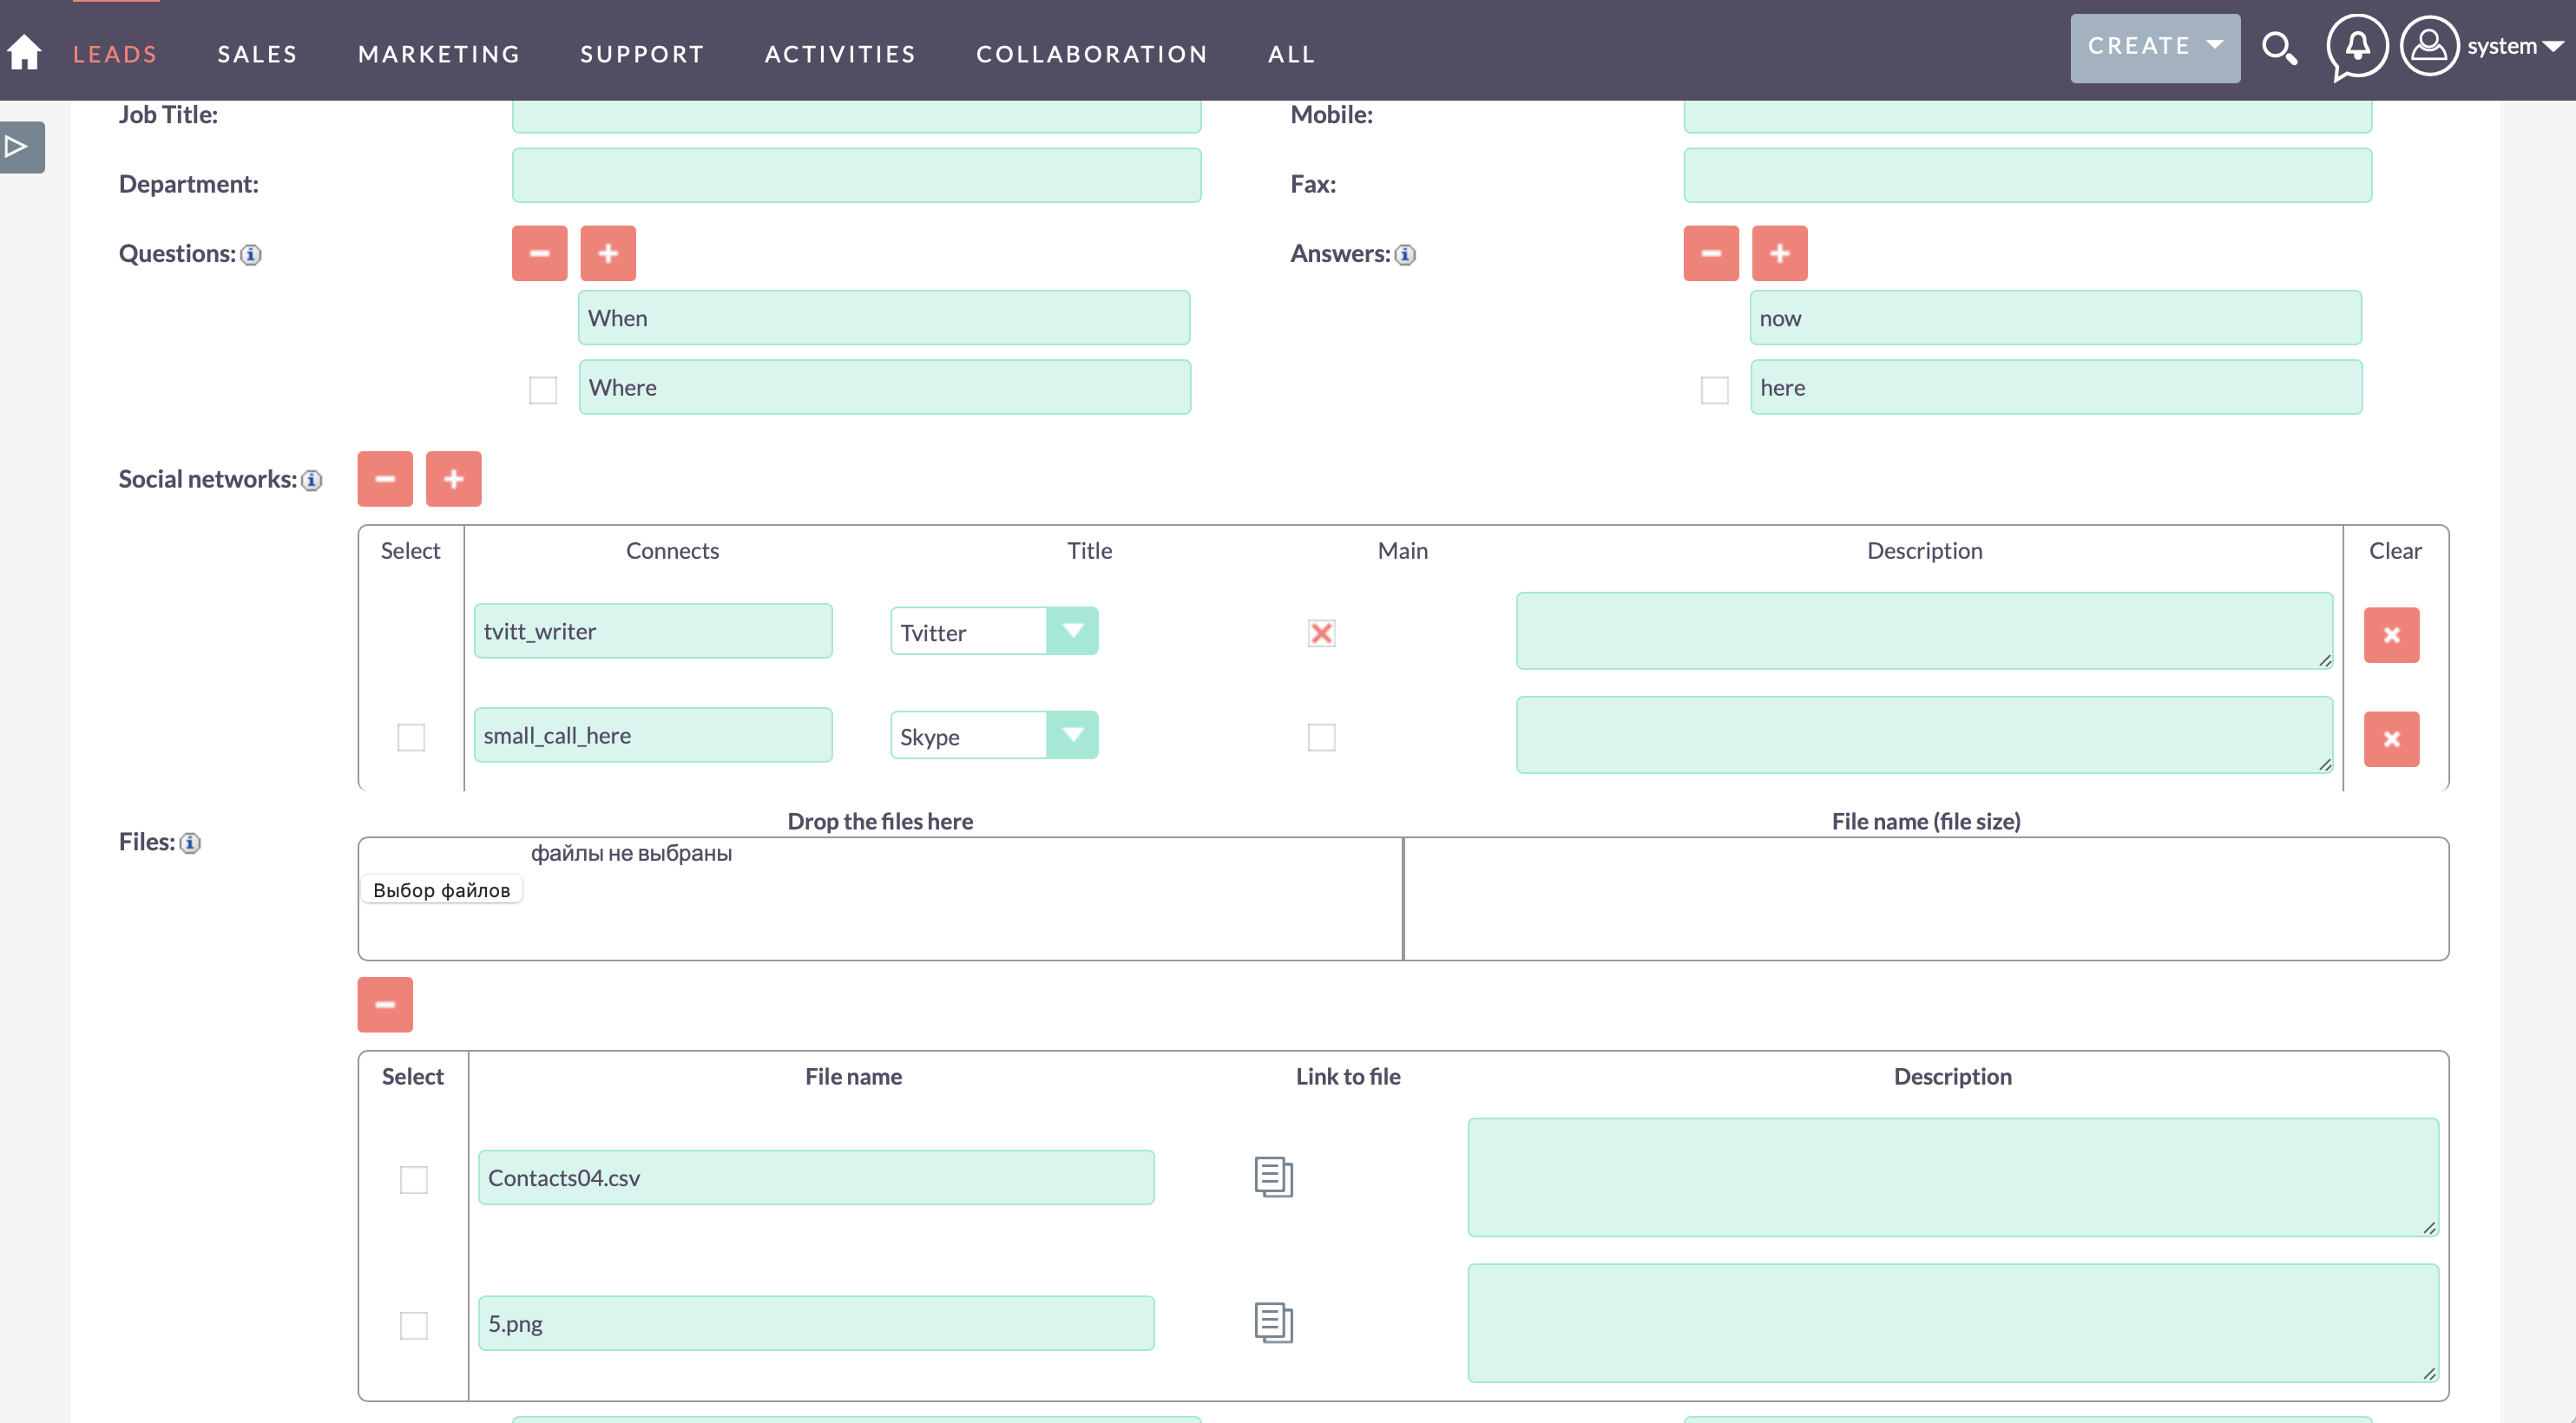 LEADS SALES MARKETING SUPPORT ACTIVITIES COLLABORATION ALL CREATE system
Job Title: Mobile:
Department: Fax:
Questions: Answers:
When now
Where here
Social networks:
Select Connects Title Main Description Clear
tvitt_writer Tvitter
small_call_here Skype
Drop the files here File name (file size)
Files:
файлы не выбраны
Выбор файлов
Select File name Link to file Description
Contacts04.csv
5.png